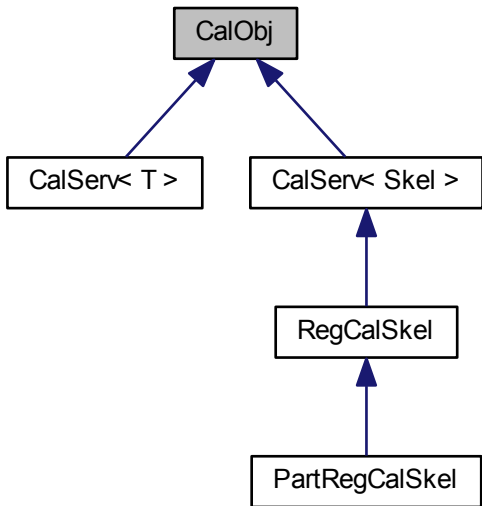 CalObj
CalServ< T >
CalServ< Skel >
RegCalSkel
PartRegCalSkel